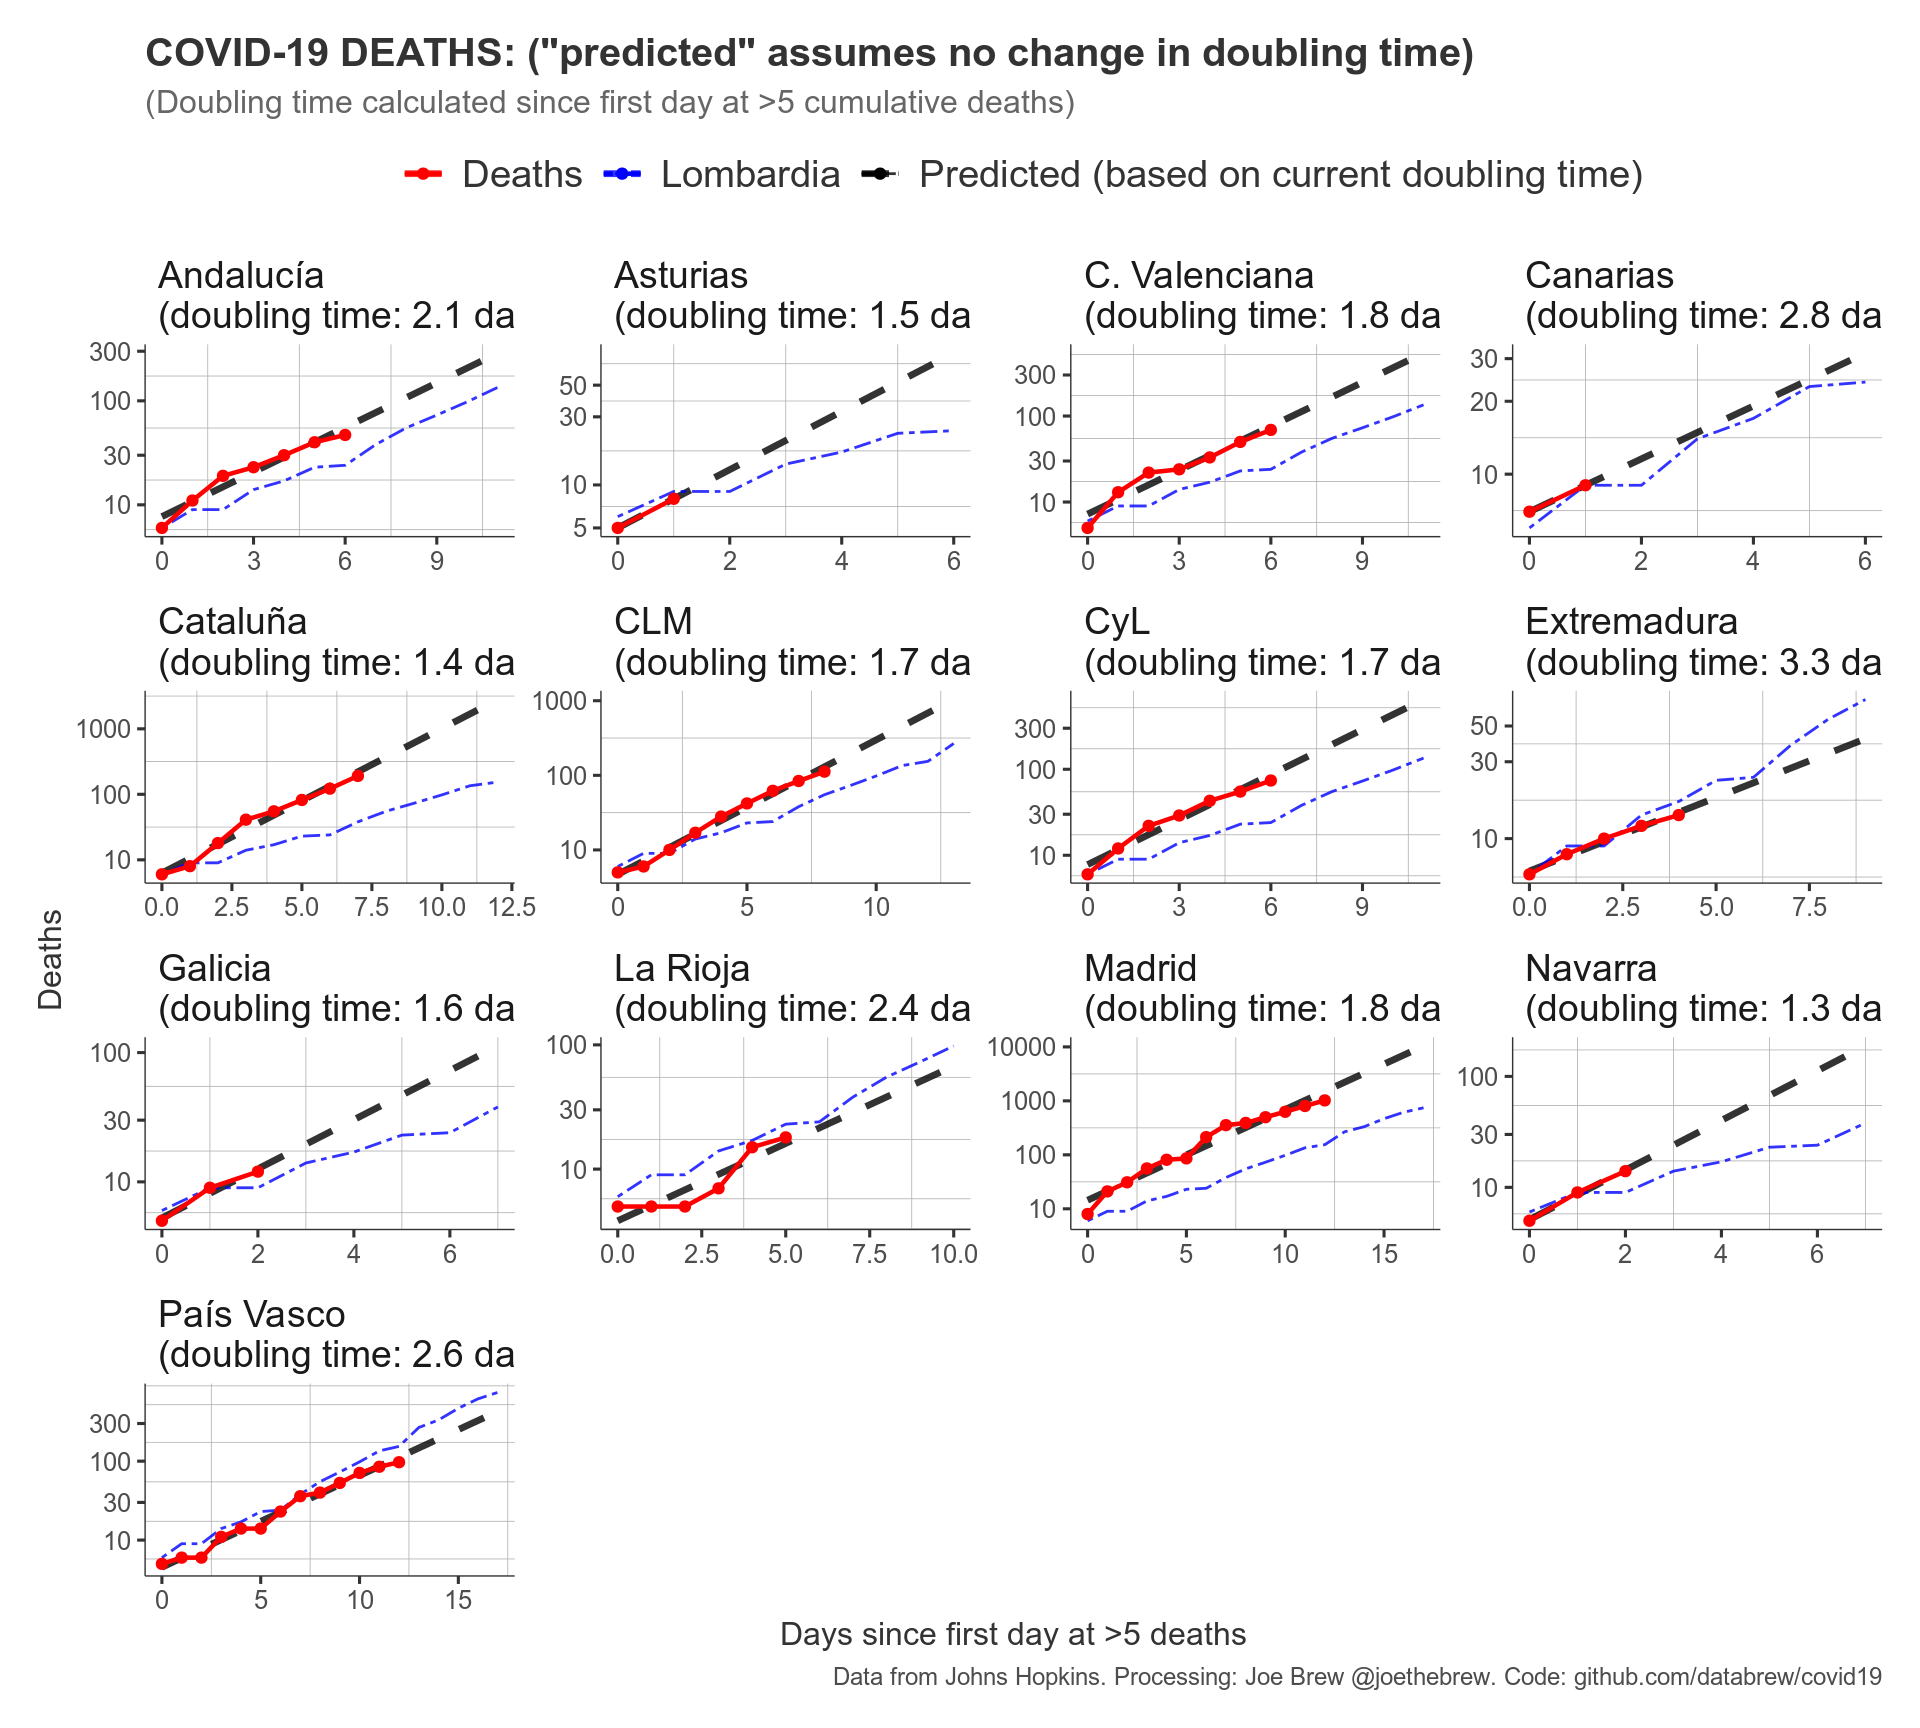 COVID-19 DEATHS: ("predicted" assumes no change in doubling time)
(Doubling time calculated since first day at >5 cumulative deaths)
Deaths Lombardia Predicted (based on current doubling time)
Andalucía
(doubling time: 2.1 da
300
100
30
10
0 3 6 9
Asturias
(doubling time: 1.5 da
50
30
10
5
0 2 4 6
C. Valenciana
(doubling time: 1.8 da
300
100
30
10
0 3 6 9
Canarias
(doubling time: 2.8 da
30
20
10
0 2 4 6
Cataluña
(doubling time: 1.4 da
1000
100
10
0.0 2.5 5.0 7.5 10.0 12.5
CLM
(doubling time: 1.7 da
1000
100
10
0 5 10
CyL
(doubling time: 1.7 da
300
100
30
10
0 3 6 9
Extremadura
(doubling time: 3.3 da
50
30
10
0.0 2.5 5.0 7.5
Galicia
(doubling time: 1.6 da
100
30
10
0 2 4 6
La Rioja
(doubling time: 2.4 da
100
30
10
0.0 2.5 5.0 7.5 10.0
Madrid
(doubling time: 1.8 da
10000
1000
100
10
0 5 10 15
Navarra
(doubling time: 1.3 da
100
30
10
0 2 4 6
País Vasco
(doubling time: 2.6 da
300
100
30
10
0 5 10 15
Deaths
Days since first day at >5 deaths
Data from Johns Hopkins. Processing: Joe Brew @joethebrew. Code: github.com/databrew/covid19